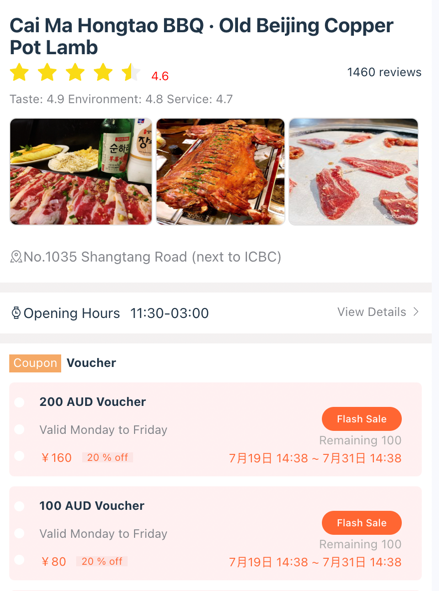 Cai Ma Hongtao BBQ · Old Beijing Copper
Pot Lamb
4.6
1460 reviews
Taste: 4.9 Environment: 4.8 Service: 4.7
순하
장
No.1035 Shangtang Road (next to ICBC)
Opening Hours 11:30-03:00
View Details
Coupon Voucher
200 AUD Voucher
Flash Sale
Valid Monday to Friday
Remaining 100
￥160 20 % off
7月19日 14:38 ~ 7月31日 14:38
100 AUD Voucher
Flash Sale
Valid Monday to Friday
Remaining 100
￥80 20 % off
7月19日 14:38 ~ 7月31日 14:38